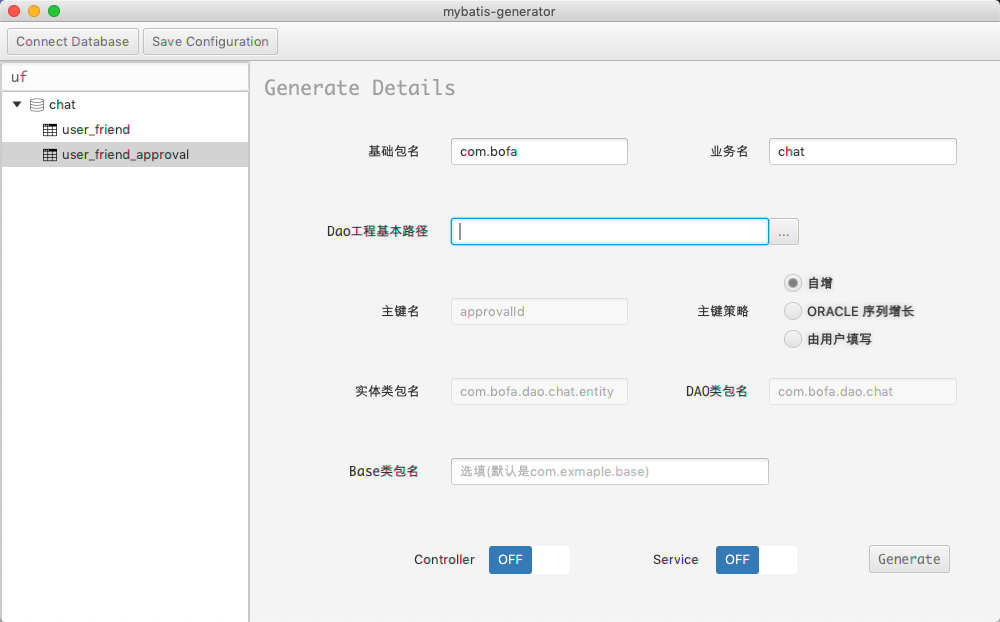 mybatis-generator
Connect Database Save Configuration
uf
chat
user_friend
user_friend_approval
Generate Details
基础包名 com.bofa 业务名 chat
Dao工程基本路径 ...
主键名 approvalId 主键策略
自增
ORACLE 序列增长
由用户填写
实体类包名 com.bofa.dao.chat.entity DAO类包名 com.bofa.dao.chat
Base类包名 选填(默认是com.exmaple.base)
Controller OFF Service OFF Generate